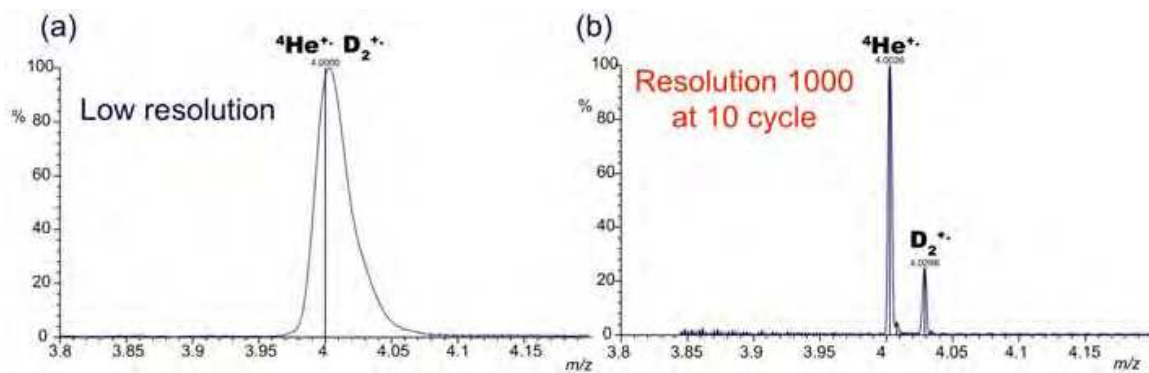 (a)
⁴He⁺· D₂⁺·
4.0000
Low resolution
%
100
80
60
40
20
0
3.8 3.85 3.9 3.95 4 4.05 4.1 4.15
m/z
(b)
⁴He⁺·
4.0026
Resolution 1000
at 10 cycle
D₂⁺·
%
100
80
60
40
20
0
3.8 3.85 3.9 3.95 4 4.05 4.1 4.15
m/z